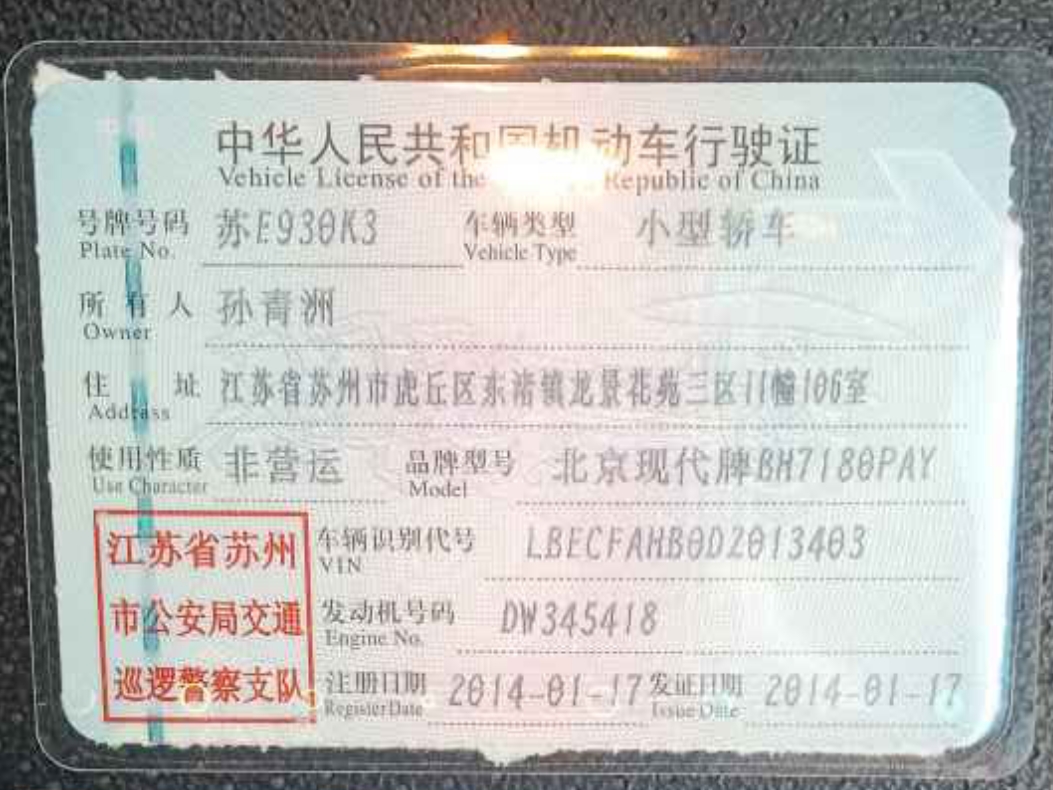 中华人民共和国机动车行驶证
Vehicle License of the Republic of China
号牌号码 苏E930K3 车辆类型 小型轿车
Plate No. Vehicle Type
所有人 孙青洲
Owner
住址 江苏省苏州市虎丘区东渚镇龙景花苑三区11幢106室
Address
使用性质 非营运 品牌型号 北京现代牌BH7180PAY
Use Character Model
江苏省苏州 车辆识别代号 LBECFAHB0DZ013403
VIN
市公安局交通 发动机号码 DW345418
Engine No.
巡逻警察支队 注册日期 2014-01-17 发证日期 2014-01-17
Register Date Issue Date